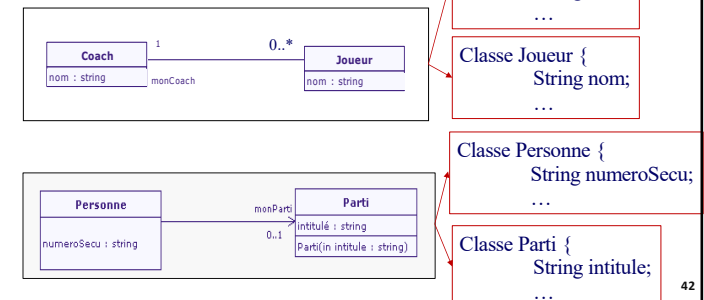 …
1
0..*
Coach
Joueur
nom : string
monCoach
nom : string
Classe Joueur {
String nom;
…
Classe Personne {
String numeroSecu;
…
Personne
monParti
Parti
numeroSecu : string
0..1
intitulé : string
Parti(in intitule : string)
Classe Parti {
String intitule;
…
42